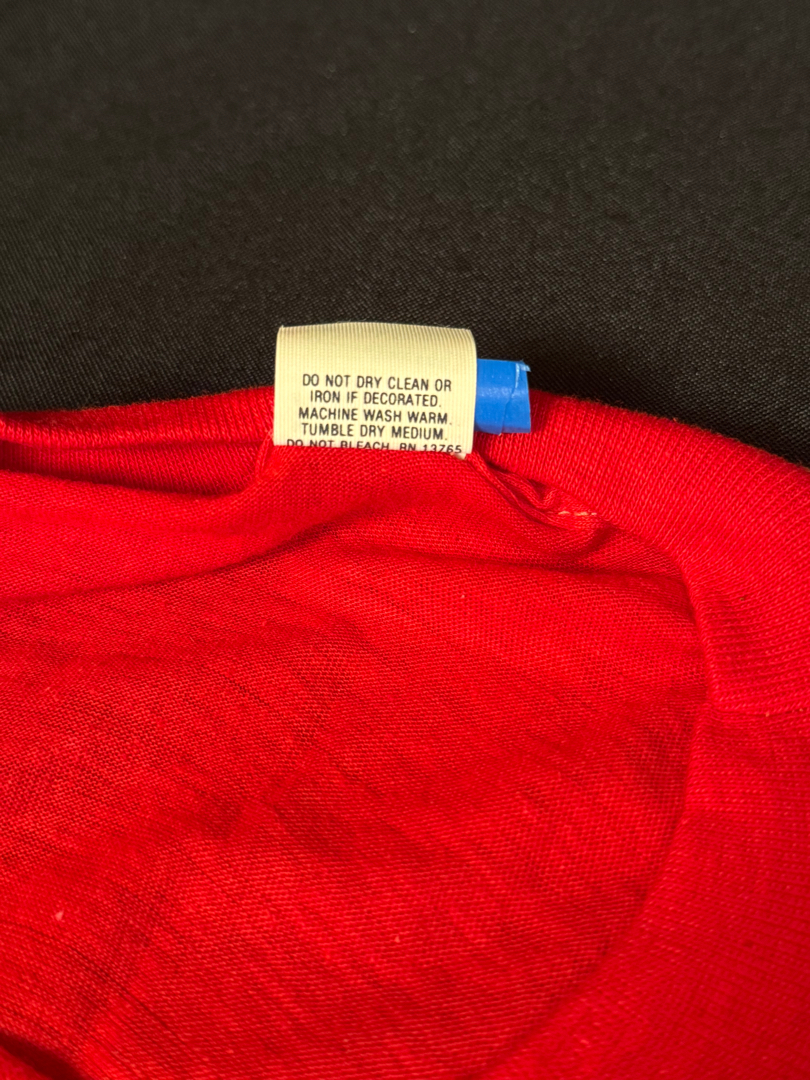 DO NOT DRY CLEAN OR
IRON IF DECORATED.
MACHINE WASH WARM.
TUMBLE DRY MEDIUM.
DO NOT BLEACH. RN 13765